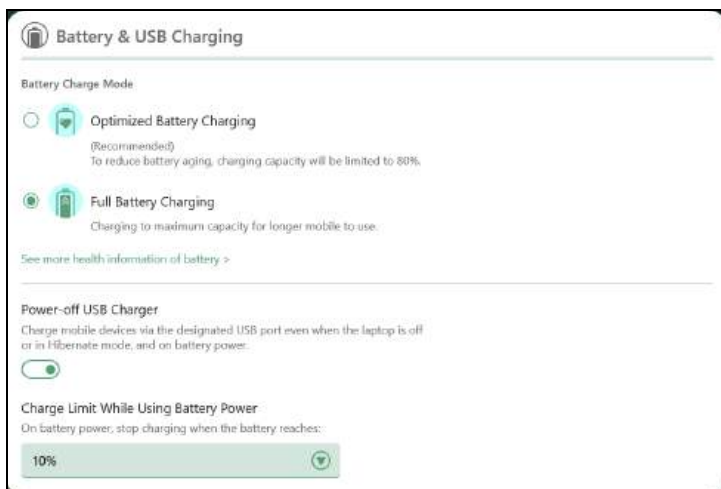 Battery & USB Charging
Battery Charge Mode
Optimized Battery Charging
(Recommended)
To reduce battery aging, charging capacity will be limited to 80%.
Full Battery Charging
Charging to maximum capacity for longer mobile to use.
See more health information of battery >
Power-off USB Charger
Charge mobile devices via the designated USB port even when the laptop is off
or in Hibernate mode, and on battery power.
Charge Limit While Using Battery Power
On battery power, stop charging when the battery reaches:
10%